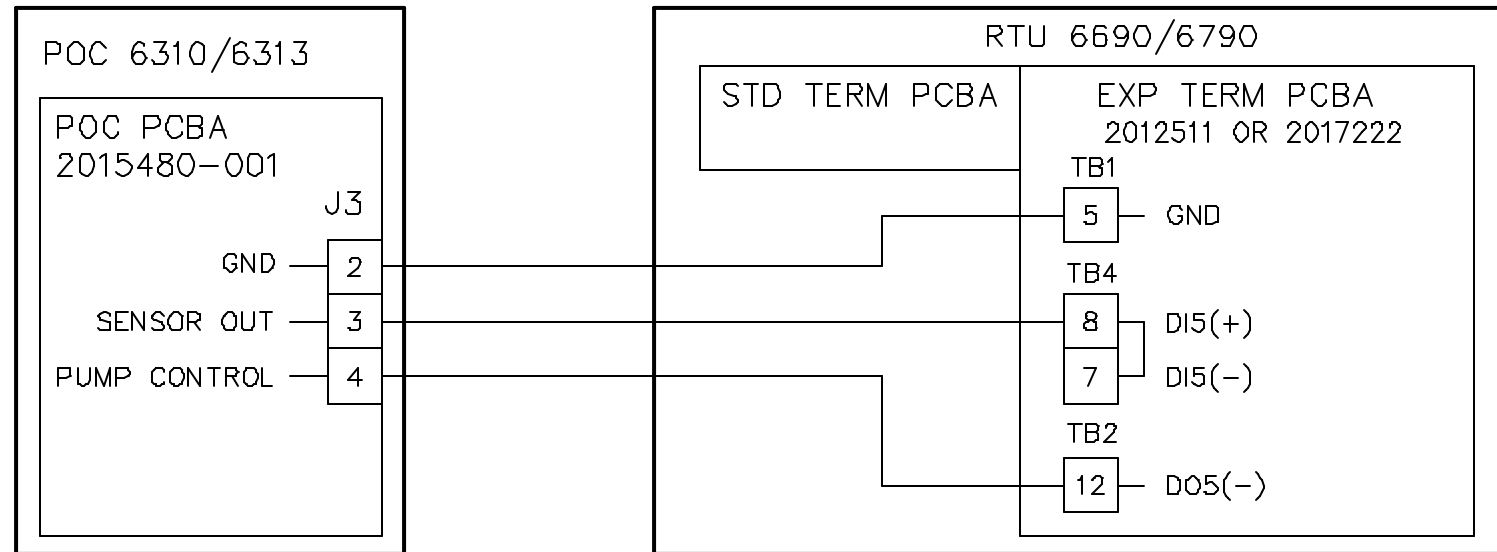 POC 6310/6313
POC PCBA
2015480-001
J3
GND 2
SENSOR OUT 3
PUMP CONTROL 4
RTU 6690/6790
STD TERM PCBA
EXP TERM PCBA
2012511 OR 2017222
TB1
5 GND
TB4
8 DI5(+)
7 DI5(-)
TB2
12 DO5(-)